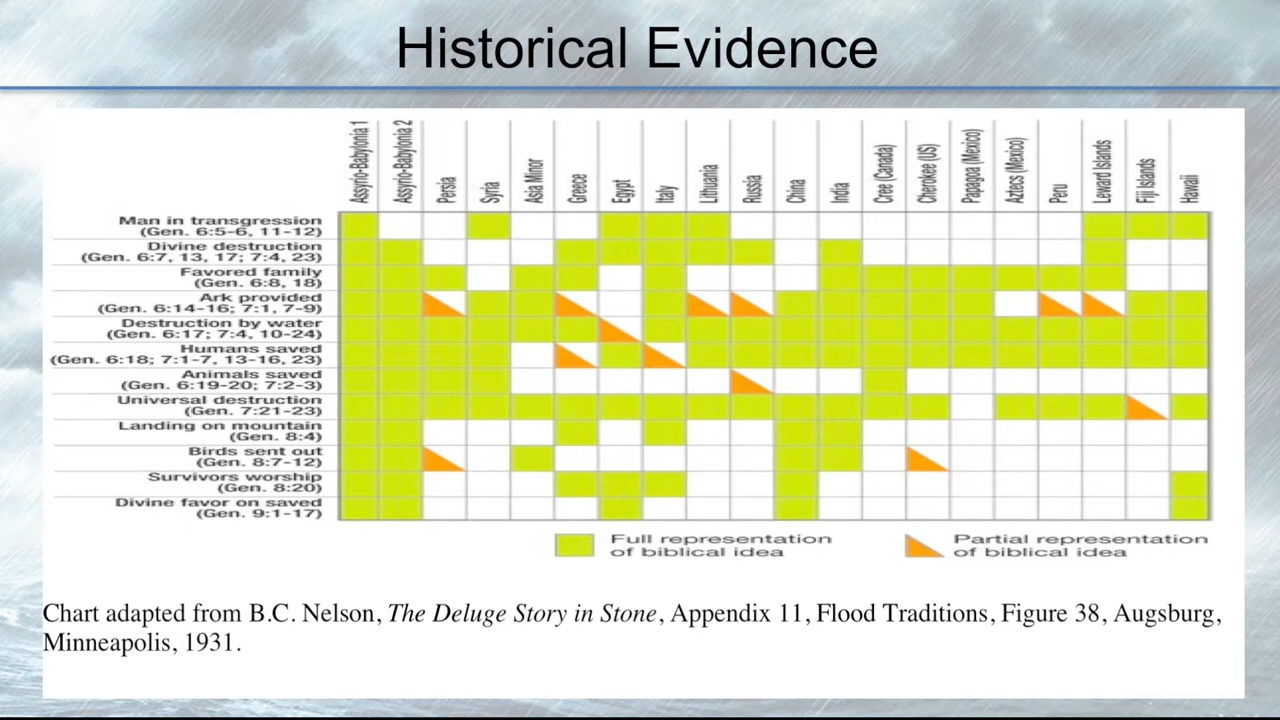 Historical Evidence
Assyrio-Babylonia 1
Assyrio-Babylonia 2
Persia
Syria
Asia Minor
Greece
Egypt
Italy
Lithuania
Russia
China
India
Cree (Canada)
Cherokee (US)
Papagoa (Mexico)
Aztecs (Mexico)
Peru
Leward Islands
Fiji Islands
Hawaii
Man in transgression
(Gen. 6:5-6, 11-12)
Divine destruction
(Gen. 6:7, 13, 17; 7:4, 23)
Favored family
(Gen. 6:8, 18)
Ark provided
(Gen. 6:14-16; 7:1, 7-9)
Destruction by water
(Gen. 6:17; 7:4, 10-24)
Humans saved
(Gen. 6:18; 7:1-7, 13-16, 23)
Animals saved
(Gen. 6:19-20; 7:2-3)
Universal destruction
(Gen. 7:21-23)
Landing on mountain
(Gen. 8:4)
Birds sent out
(Gen. 8:7-12)
Survivors worship
(Gen. 8:20)
Divine favor on saved
(Gen. 9:1-17)
Full representation
of biblical idea
Partial representation
of biblical idea
Chart adapted from B.C. Nelson, The Deluge Story in Stone, Appendix 11, Flood Traditions, Figure 38, Augsburg,
Minneapolis, 1931.